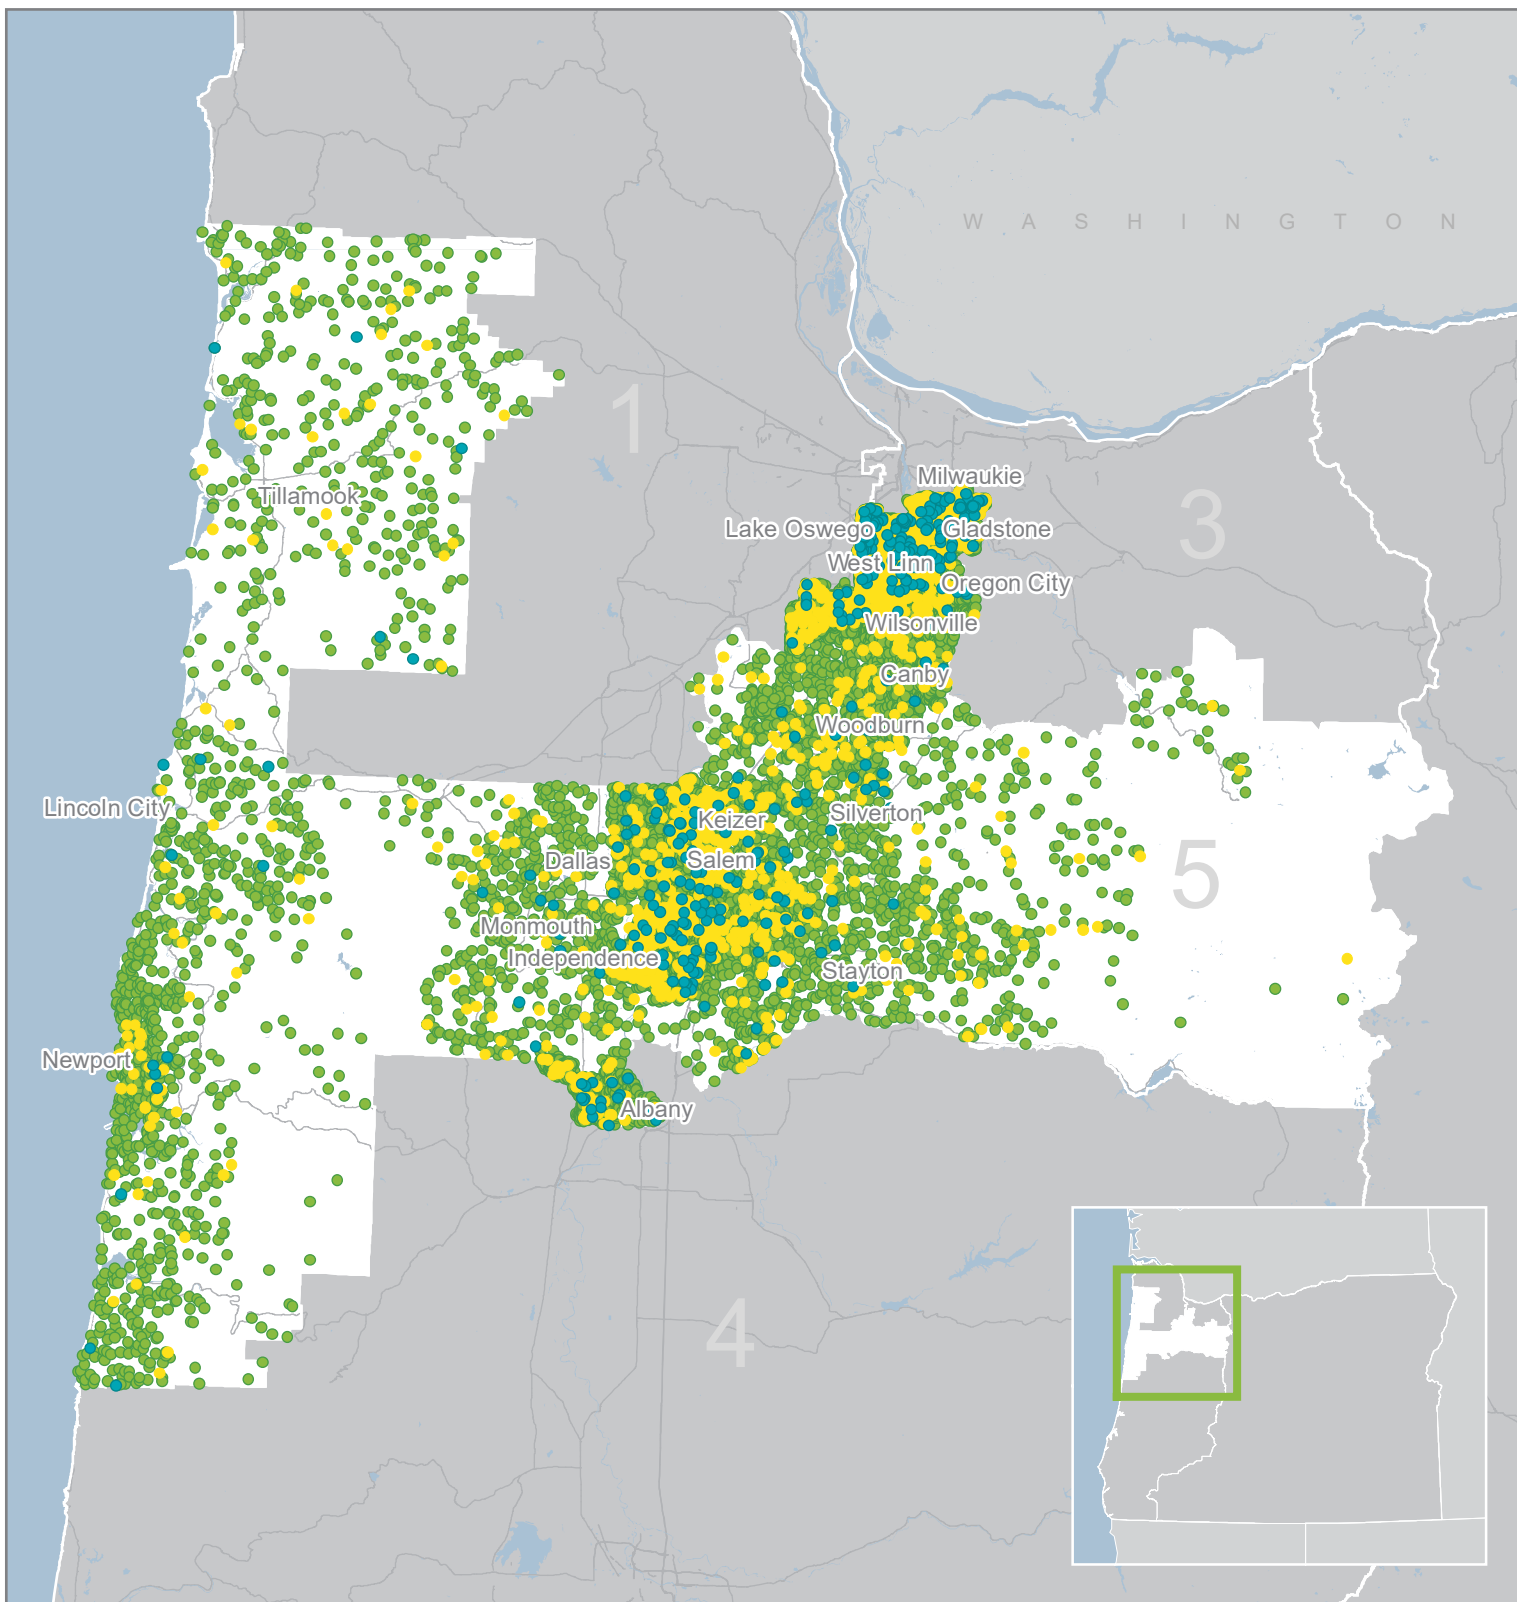 WASHINGTON
1
Milwaukie
3
Tillamook
Lake Oswego
Gladstone
West Linn
Oregon City
Wilsonville
Canby
Woodburn
Lincoln City
Silverton
Keizer
Dallas
Salem
5
Monmouth
Independence
Stayton
Newport
Albany
4